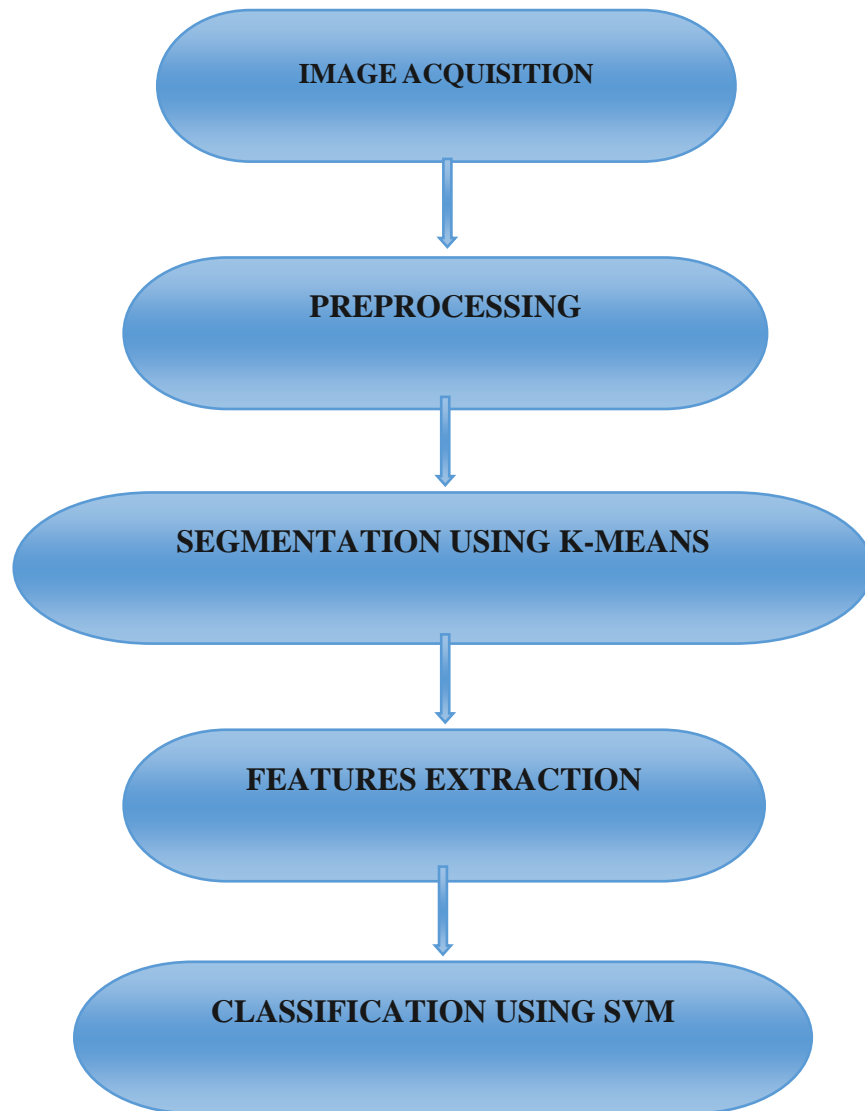 IMAGE ACQUISITION
PREPROCESSING
SEGMENTATION USING K-MEANS
FEATURES EXTRACTION
CLASSIFICATION USING SVM